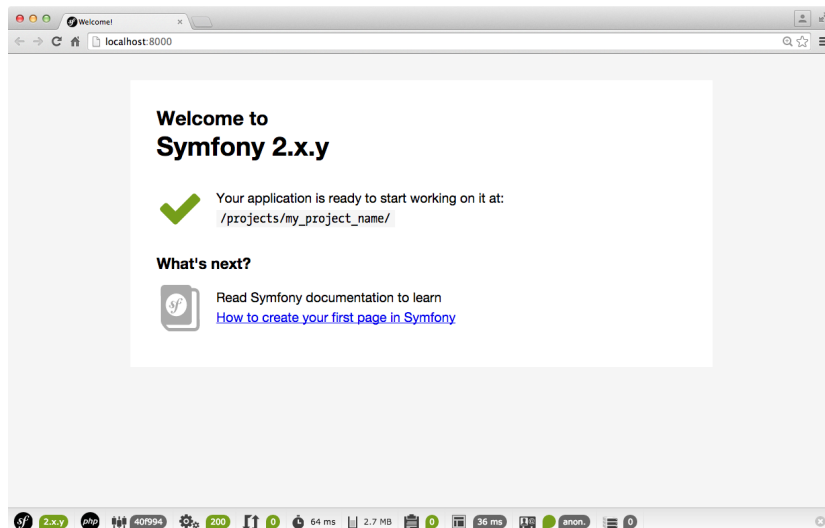 Welcome!
localhost:8000
Welcome to
Symfony 2.x.y
Your application is ready to start working on it at:
/projects/my_project_name/
What's next?
sf
Read Symfony documentation to learn
How to create your first page in Symfony
sf 2.x.y php 40f994 200 0 64 ms 2.7 MB 0 36 ms anon. 0